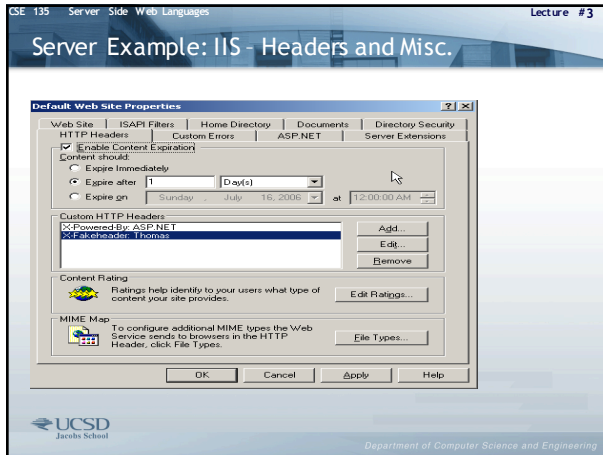 CSE 135 Server Side Web Languages Lecture #3
Server Example: IIS – Headers and Misc.
Default Web Site Properties
Web Site ISAPI Filters Home Directory Documents Directory Security
HTTP Headers Custom Errors ASP.NET Server Extensions
Enable Content Expiration
Content should:
Expire Immediately
Expire after 1 Day(s)
Expire on Sunday , July 16, 2006 at 12:00:00 AM
Custom HTTP Headers
X-Powered-By: ASP.NET
X-Fakeheader: Thomas
Add...
Edit...
Remove
Content Rating
Ratings help identify to your users what type of
content your site provides.
Edit Ratings...
MIME Map
To configure additional MIME types the Web
Service sends to browsers in the HTTP
Header, click File Types.
File Types...
OK Cancel Apply Help
UCSD
Jacobs School
Department of Computer Science and Engineering